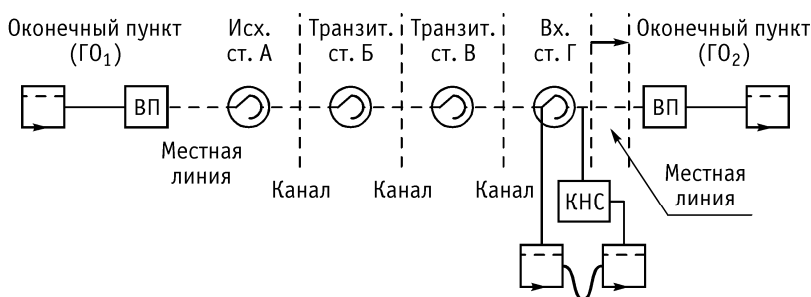 Оконечный пункт
(ГО₁)
Исх.
ст. А
Транзит.
ст. Б
Транзит.
ст. В
Вх.
ст. Г
Оконечный пункт
(ГО₂)
ВП
ВП
Местная
линия
Канал
Канал
Канал
Местная
линия
КНС